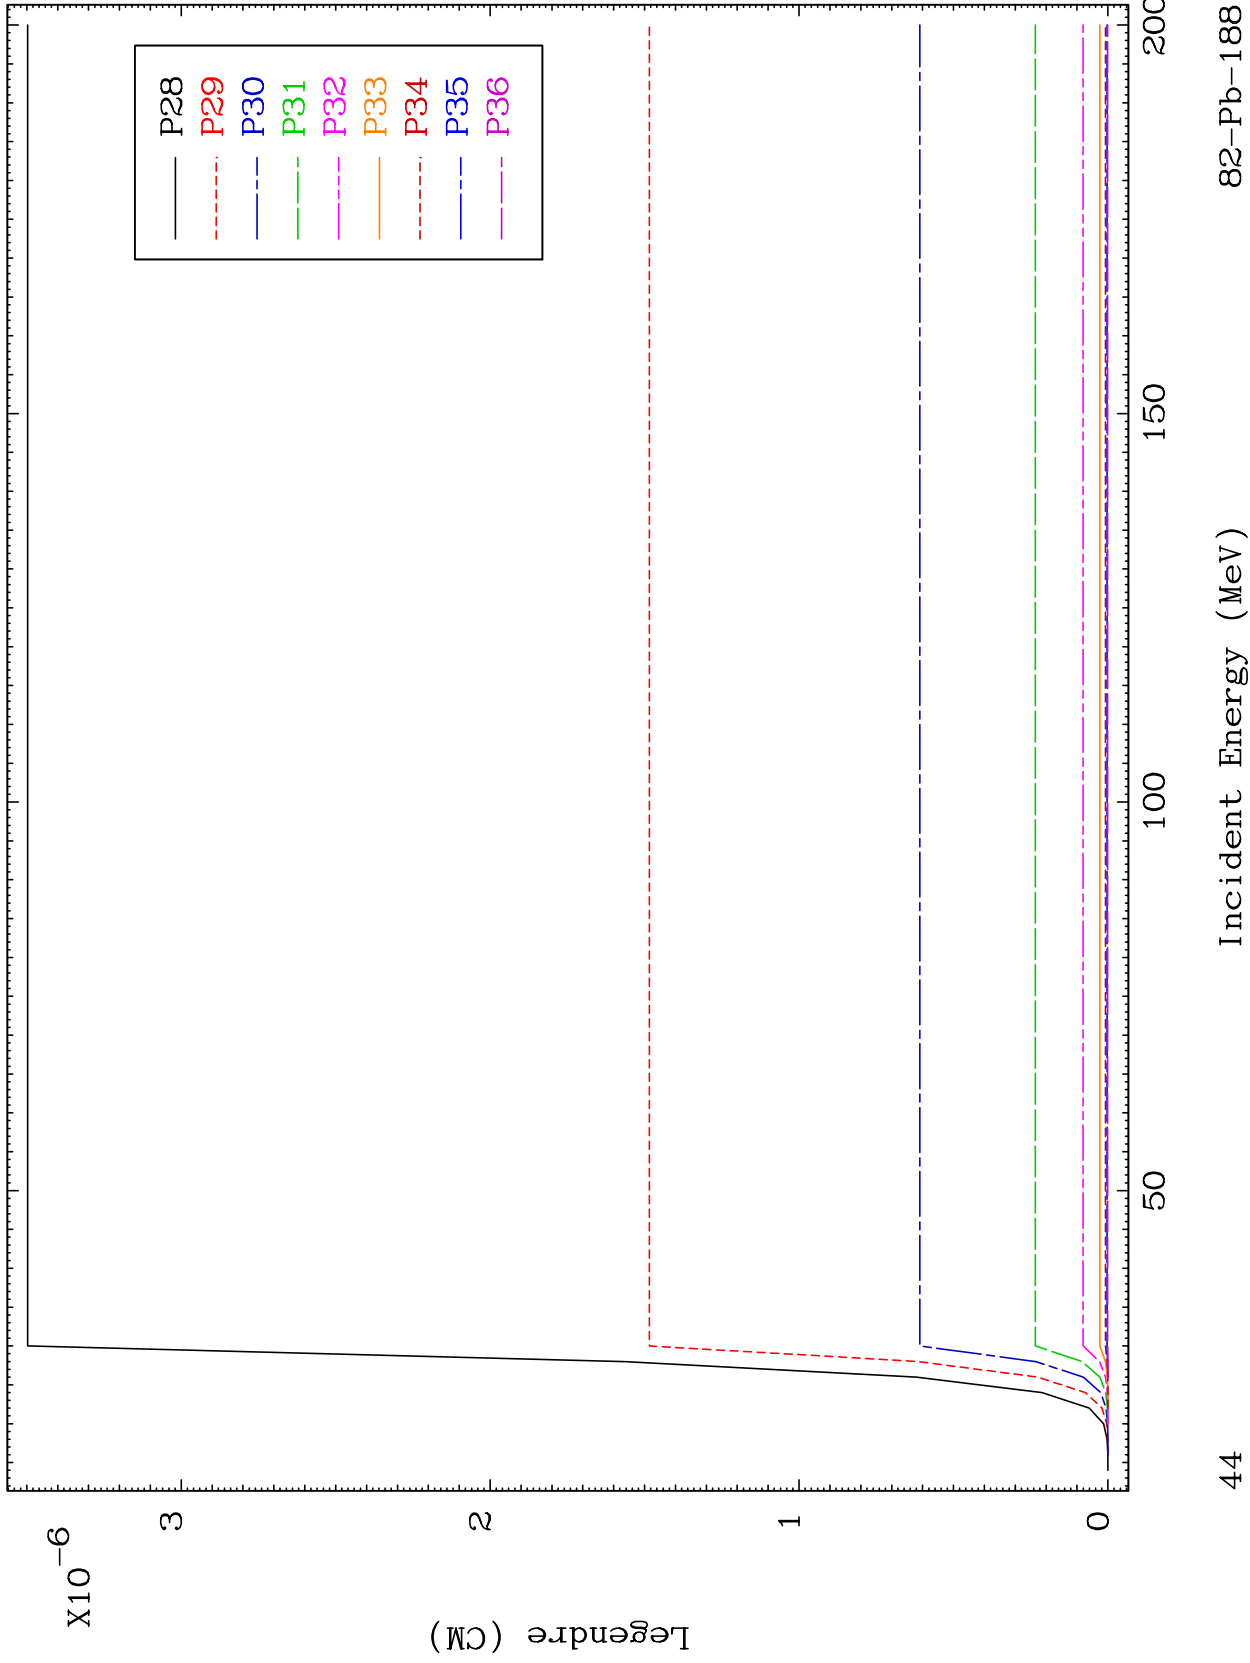 X10-6
3
2
1
0
Legendre (CM)
P28
P29
P30
P31
P32
P33
P34
P35
P36
50
100
150
200
Incident Energy (MeV)
44
82-Pb-188